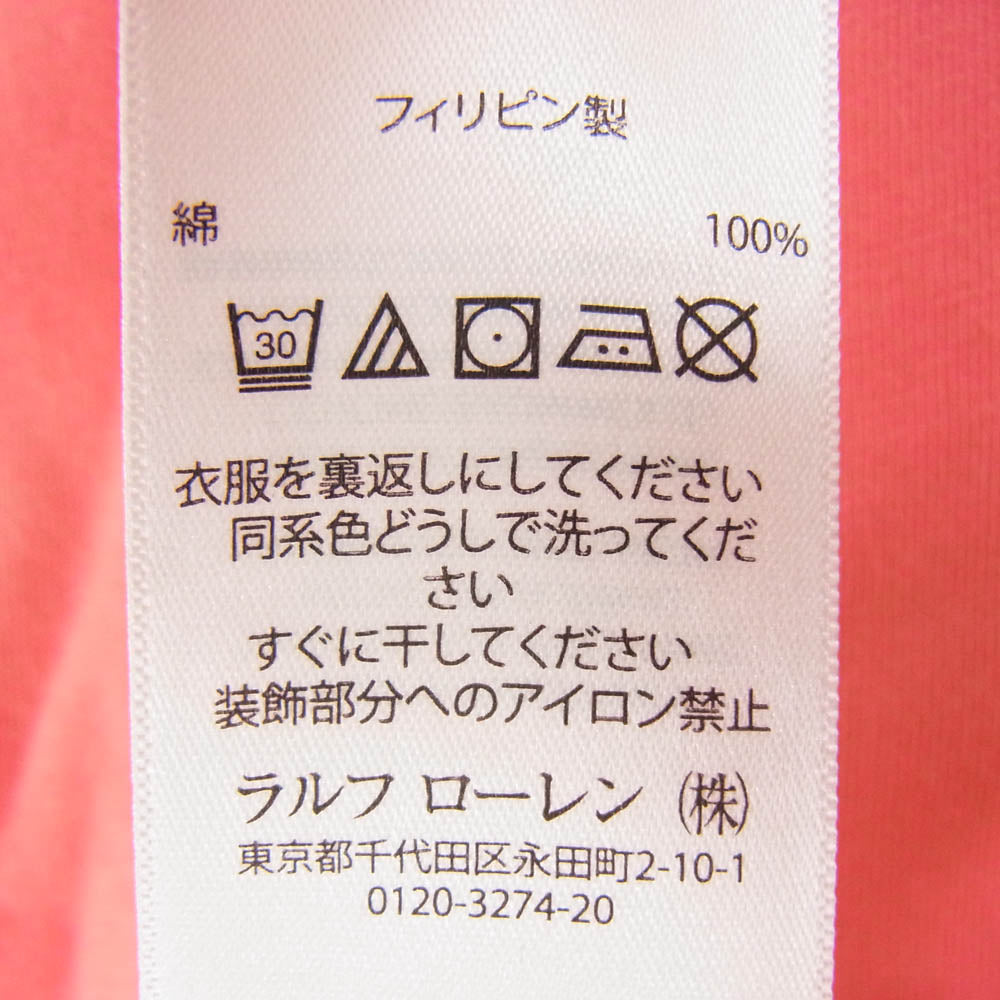 フィリピン製
綿 100%
30
衣服を裏返しにしてください
同系色どうしで洗ってくだ
さい
すぐに干してください
装飾部分へのアイロン禁止
ラルフ ローレン (株)
東京都千代田区永田町2-10-1
0120-3274-20